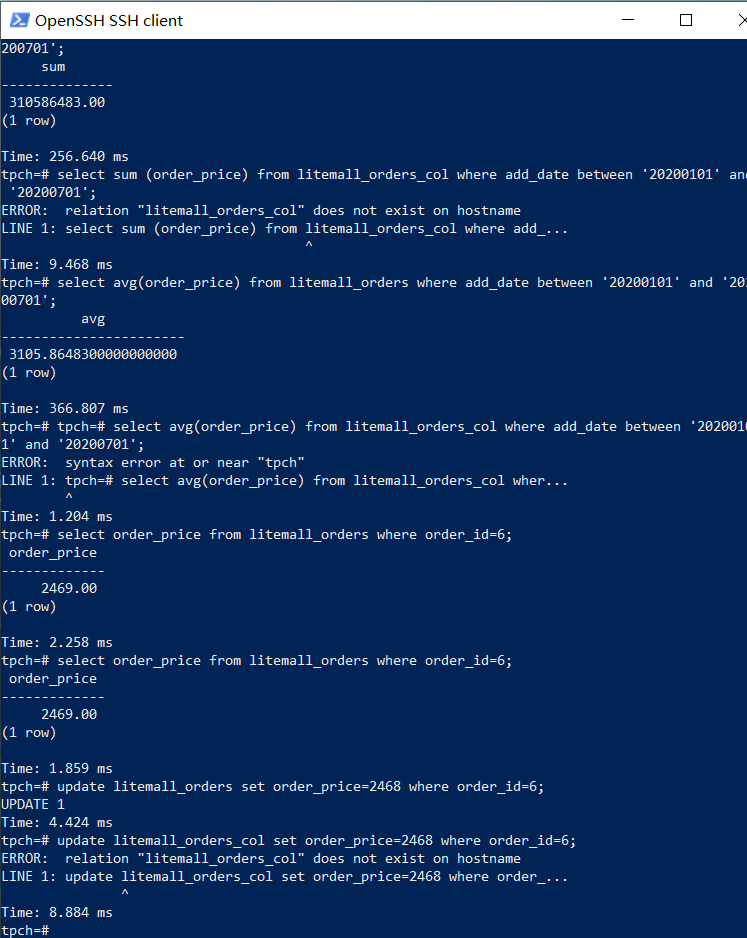 OpenSSH SSH client
200701';
     sum
--------------
 310586483.00
(1 row)

Time: 256.640 ms
tpch=# select sum (order_price) from litemall_orders_col where add_date between '20200101' an
 '20200701';
ERROR:  relation "litemall_orders_col" does not exist on hostname
LINE 1: select sum (order_price) from litemall_orders_col where add_...
                                      ^
Time: 9.468 ms
tpch=# select avg(order_price) from litemall_orders where add_date between '20200101' and '20
00701';
          avg
-----------------------
 3105.8648300000000000
(1 row)

Time: 366.807 ms
tpch=# tpch=# select avg(order_price) from litemall_orders_col where add_date between '202001
1' and '20200701';
ERROR:  syntax error at or near "tpch"
LINE 1: tpch=# select avg(order_price) from litemall_orders_col wher...
        ^
Time: 1.204 ms
tpch=# select order_price from litemall_orders where order_id=6;
 order_price
-------------
     2469.00
(1 row)

Time: 2.258 ms
tpch=# select order_price from litemall_orders where order_id=6;
 order_price
-------------
     2469.00
(1 row)

Time: 1.859 ms
tpch=# update litemall_orders set order_price=2468 where order_id=6;
UPDATE 1
Time: 4.424 ms
tpch=# update litemall_orders_col set order_price=2468 where order_id=6;
ERROR:  relation "litemall_orders_col" does not exist on hostname
LINE 1: update litemall_orders_col set order_price=2468 where order_...
               ^
Time: 8.884 ms
tpch=#